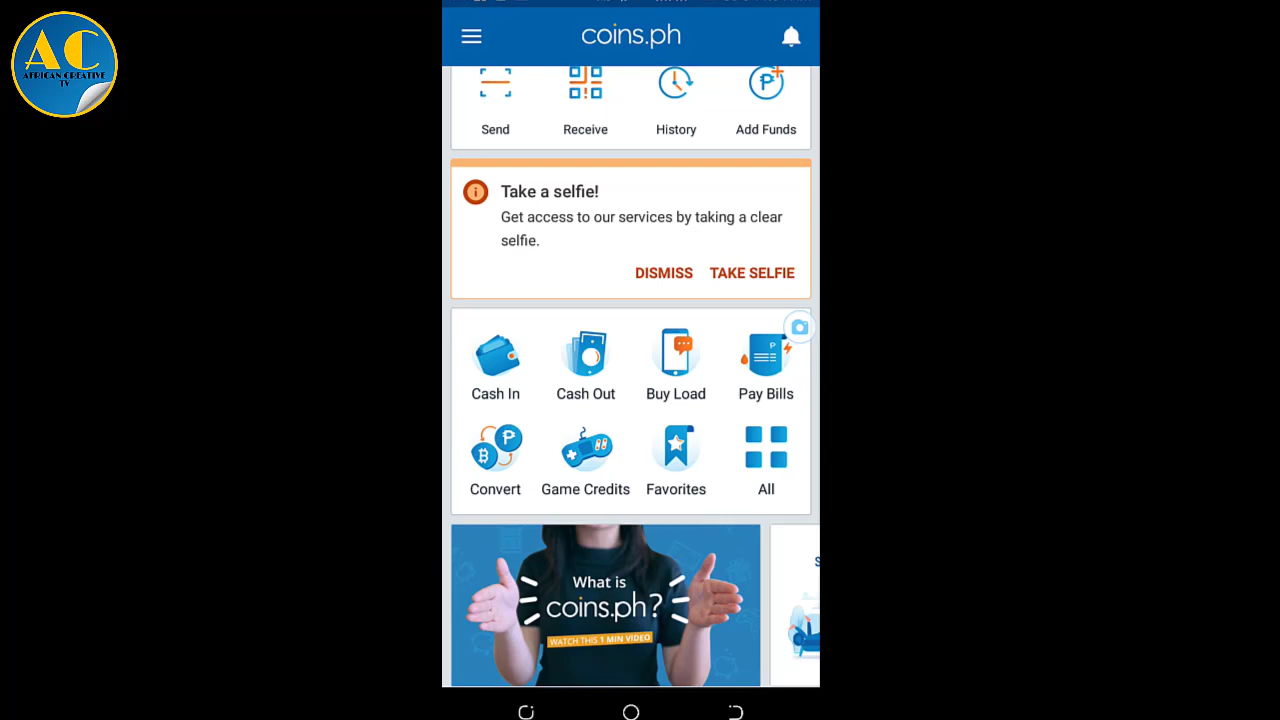 AC
AFRICAN CREATIVE
TV
coins.ph
Send
Receive
History
Add Funds
Take a selfie!
Get access to our services by taking a clear
selfie.
DISMISS
TAKE SELFIE
Cash In
Cash Out
Buy Load
Pay Bills
Convert
Game Credits
Favorites
All
What is
coins.ph?
WATCH THIS 1 MIN VIDEO